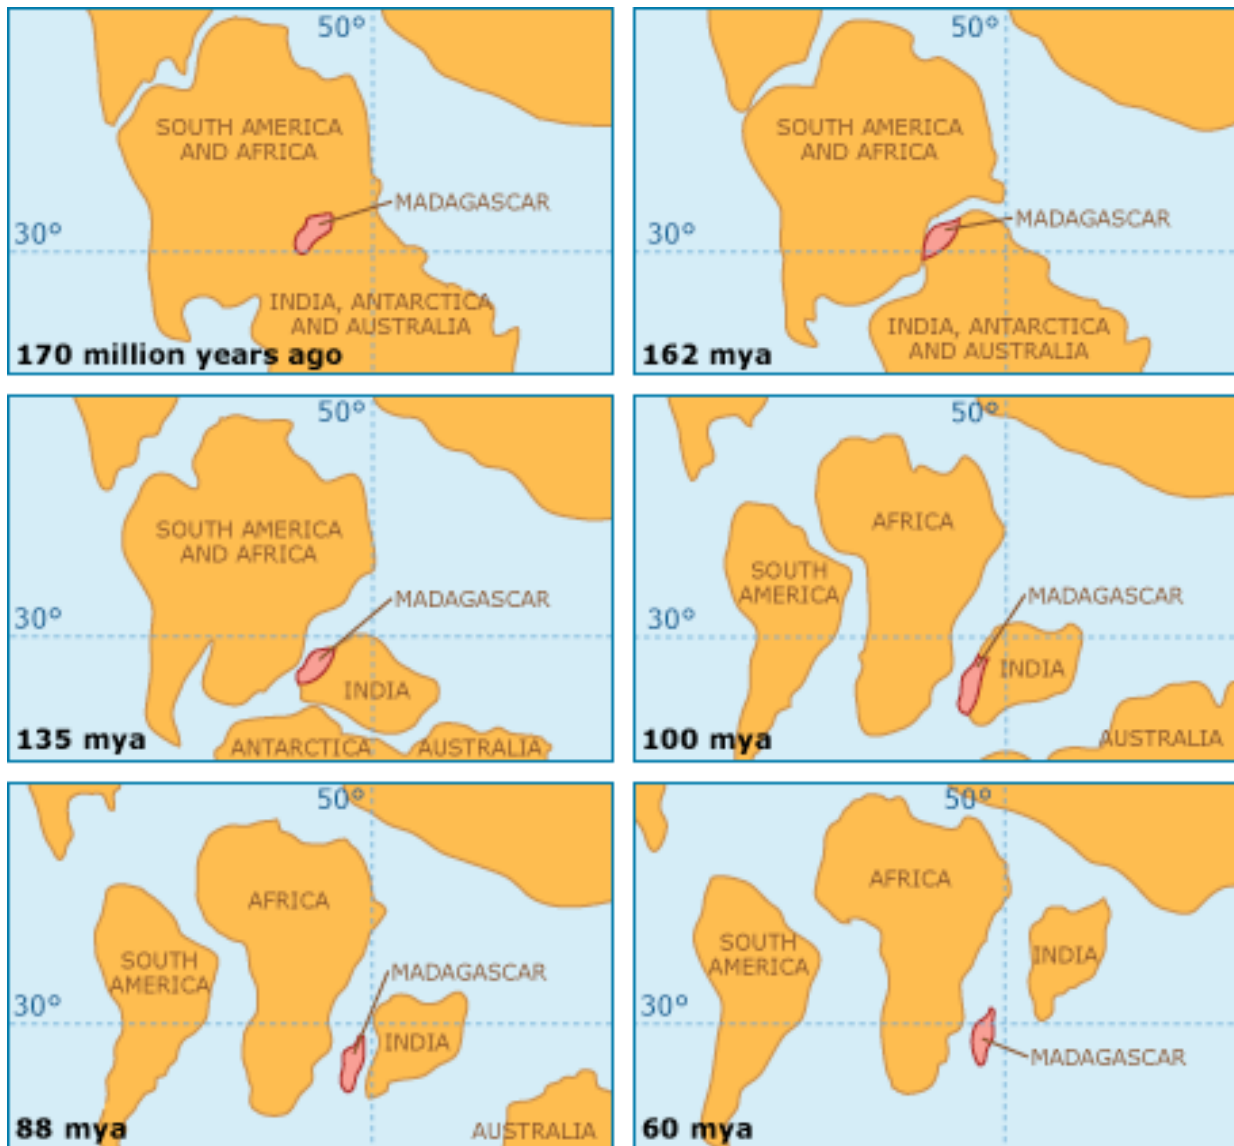 50°
SOUTH AMERICA
AND AFRICA
MADAGASCAR
30°
INDIA, ANTARCTICA
AND AUSTRALIA
170 million years ago
50°
SOUTH AMERICA
AND AFRICA
MADAGASCAR
30°
INDIA, ANTARCTICA
AND AUSTRALIA
162 mya
50°
SOUTH AMERICA
AND AFRICA
MADAGASCAR
30°
INDIA
ANTARCTICA
AUSTRALIA
135 mya
50°
AFRICA
SOUTH
AMERICA
MADAGASCAR
30°
INDIA
AUSTRALIA
100 mya
50°
AFRICA
SOUTH
AMERICA
MADAGASCAR
30°
INDIA
AUSTRALIA
88 mya
50°
AFRICA
SOUTH
AMERICA
INDIA
30°
MADAGASCAR
60 mya